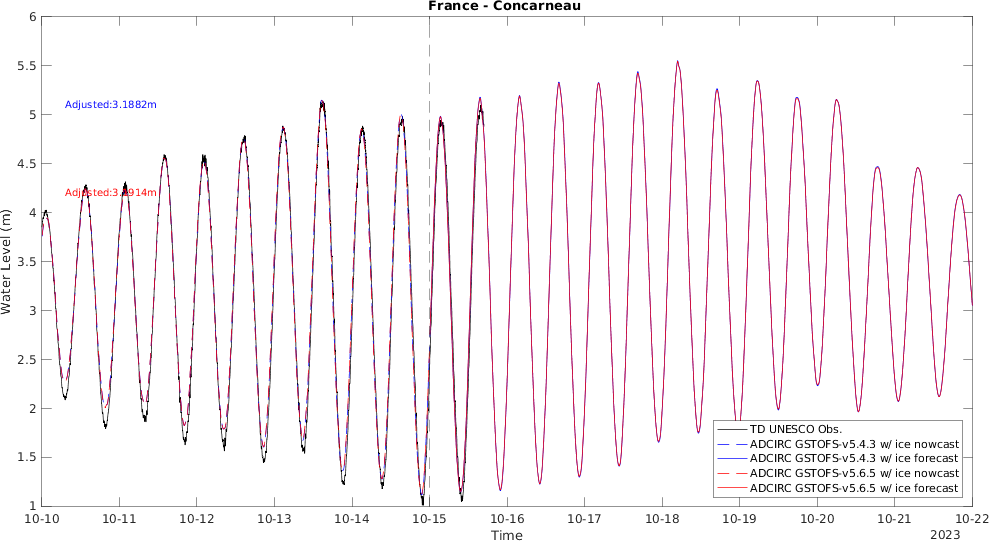 France - Concarneau
6
5.5
5
4.5
4
3.5
3
2.5
2
1.5
1
Water Level (m)
Adjusted:3.1882m
10-10 10-11 10-12 10-13 10-14 10-15 10-16 10-17 10-18 10-19 10-20 10-21 10-22
Time
2023
TD UNESCO Obs.
ADCIRC GSTOFS-v5.4.3 w/ ice nowcast
ADCIRC GSTOFS-v5.4.3 w/ ice forecast
ADCIRC GSTOFS-v5.6.5 w/ ice nowcast
ADCIRC GSTOFS-v5.6.5 w/ ice forecast